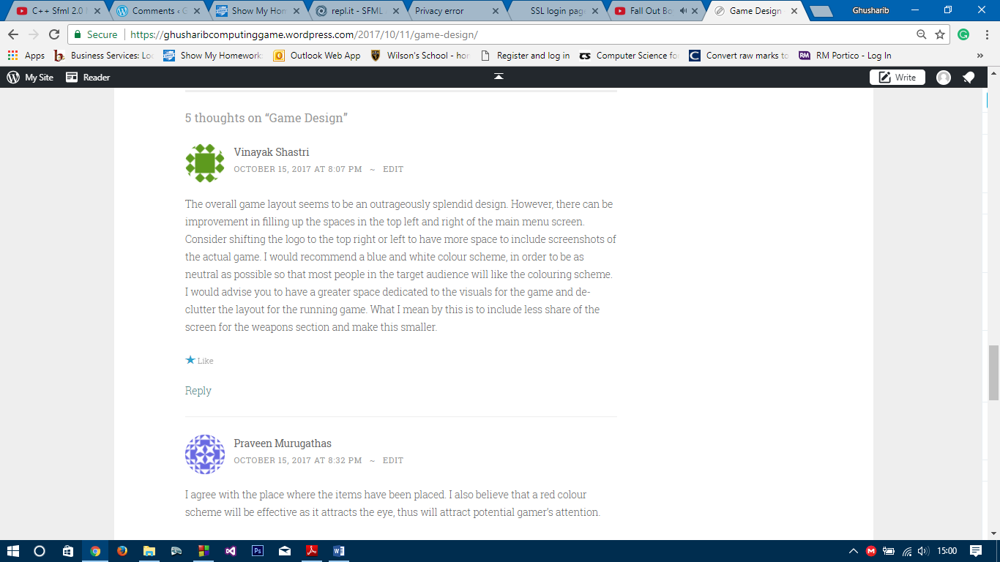 C++ Sfml 2.0
Comments ‹ G
Show My Hom
repl.it - SFML
Privacy error
SSL login page
Fall Out Bo
Game Design
Ghusharib
Secure
https://ghusharibcomputinggame.wordpress.com/2017/10/11/game-design/
Apps
Business Services: Lo
Show My Homework
Outlook Web App
Wilson's School - ho
Register and log in
Computer Science fo
Convert raw marks to
RM Portico - Log In
My Site
Reader
Write
5 thoughts on “Game Design”
Vinayak Shastri
OCTOBER 15, 2017 AT 8:07 PM ~ EDIT
The overall game layout seems to be an outrageously splendid design. However, there can be
improvement in filling up the spaces in the top left and right of the main menu screen.
Consider shifting the logo to the top right or left to have more space to include screenshots of
the actual game. I would recommend a blue and white colour scheme, in order to be as
neutral as possible so that most people in the target audience will like the colouring scheme.
I would advise you to have a greater space dedicated to the visuals for the game and de-
clutter the layout for the running game. What I mean by this is to include less share of the
screen for the weapons section and make this smaller.
Like
Reply
Praveen Murugathas
OCTOBER 15, 2017 AT 8:32 PM ~ EDIT
I agree with the place where the items have been placed. I also believe that a red colour
scheme will be effective as it attracts the eye, thus will attract potential gamer’s attention.
15:00